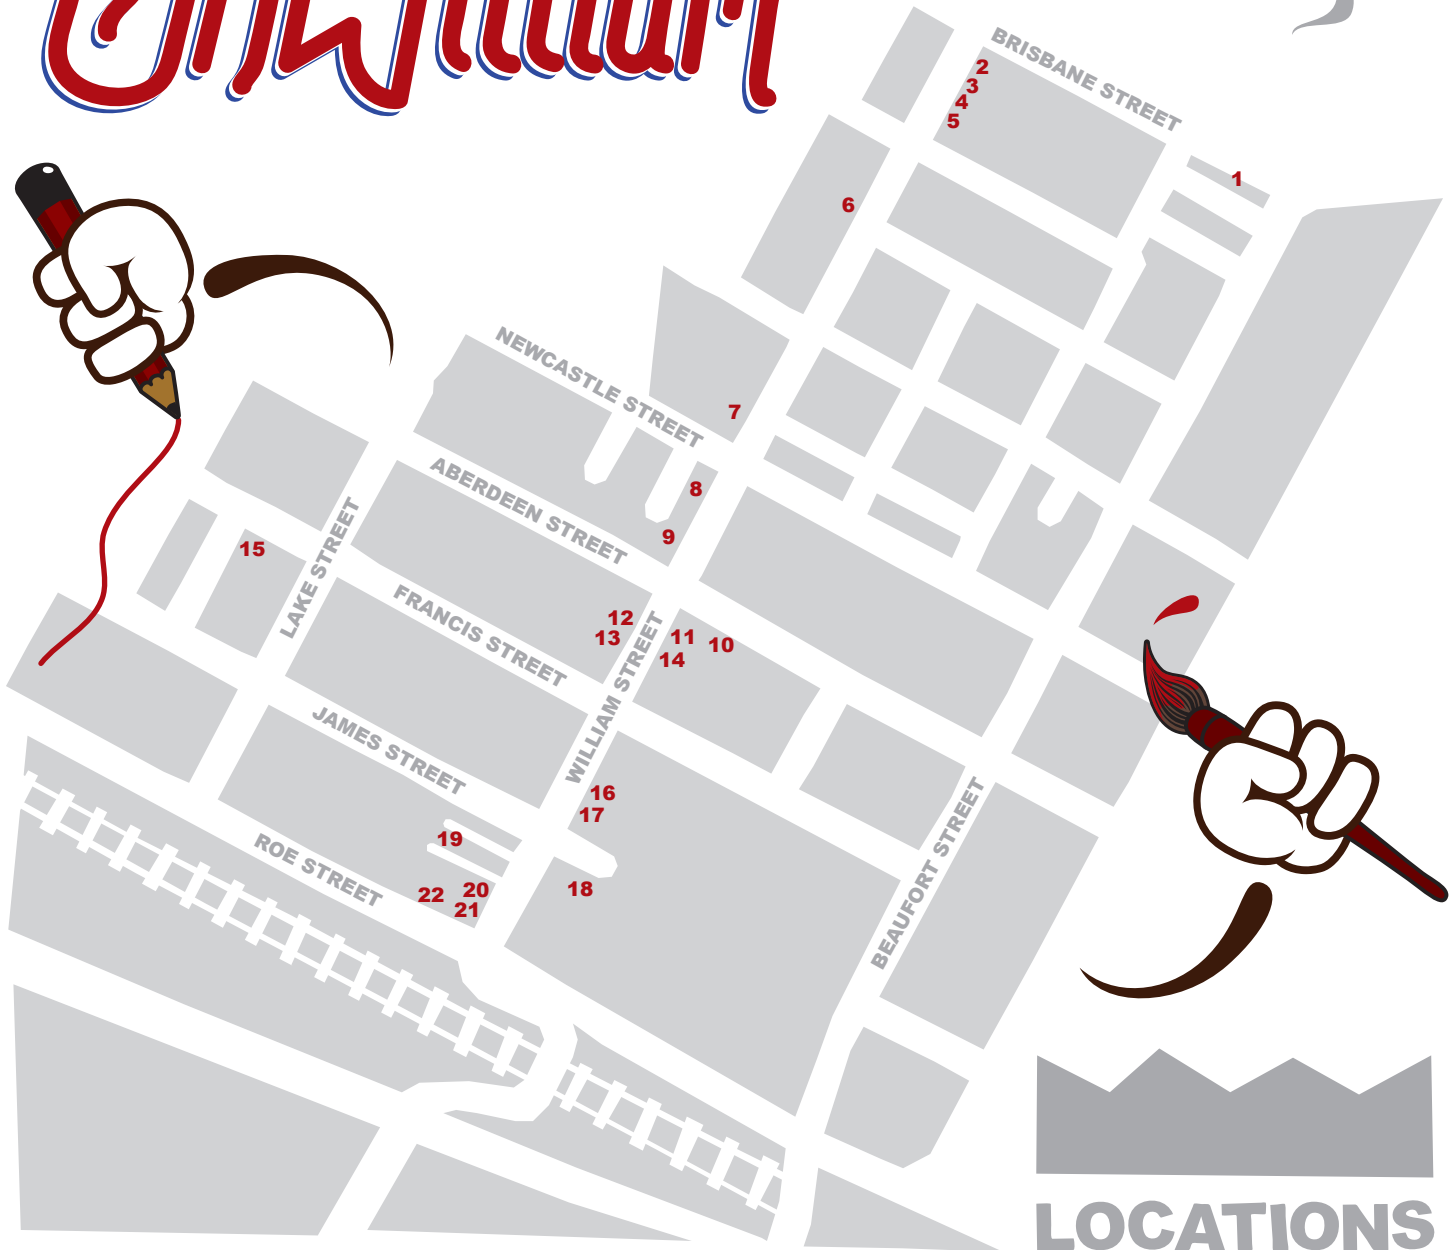 OnWilliam
BRISBANE STREET
2
3
4
5
1
6
NEWCASTLE STREET
7
ABERDEEN STREET
8
9
LAKE STREET
15
FRANCIS STREET
12
13
11
10
14
WILLIAM STREET
JAMES STREET
16
17
19
18
ROE STREET
22
20
21
BEAUFORT STREET
LOCATIONS